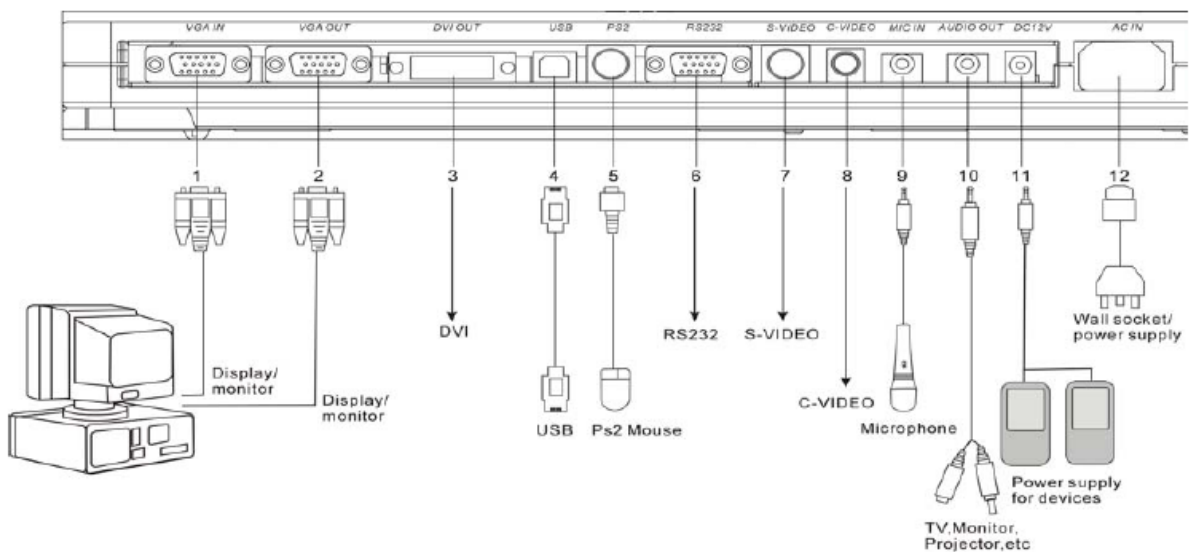 VGA IN VGA OUT DVI OUT USB PS2 RS232 S-VIDEO C-VIDEO MIC IN AUDIO OUT DC12V AC IN
1 2 3 4 5 6 7 8 9 10 11 12
Display/
monitor
Display/
monitor
DVI
USB
Ps2 Mouse
RS232
S-VIDEO
C-VIDEO
Microphone
TV,Monitor,
Projector,etc
Power supply
for devices
Wall socket/
power supply